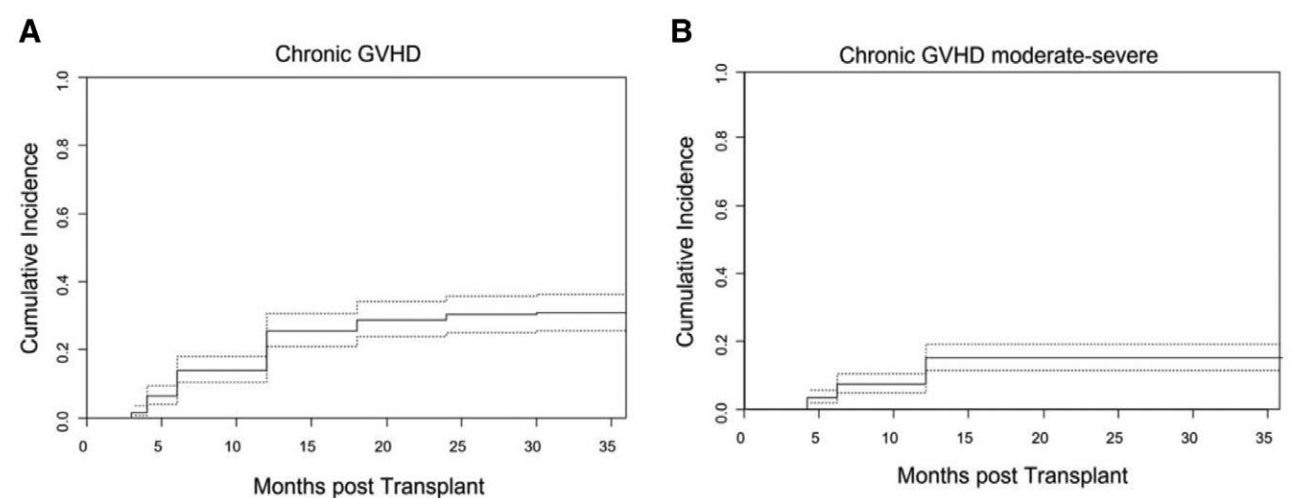 A
Chronic GVHD
Cumulative Incidence
1.0
0.8
0.6
0.4
0.2
0.0
0 5 10 15 20 25 30 35
Months post Transplant
B
Chronic GVHD moderate-severe
Cumulative Incidence
1.0
0.8
0.6
0.4
0.2
0.0
0 5 10 15 20 25 30 35
Months post Transplant